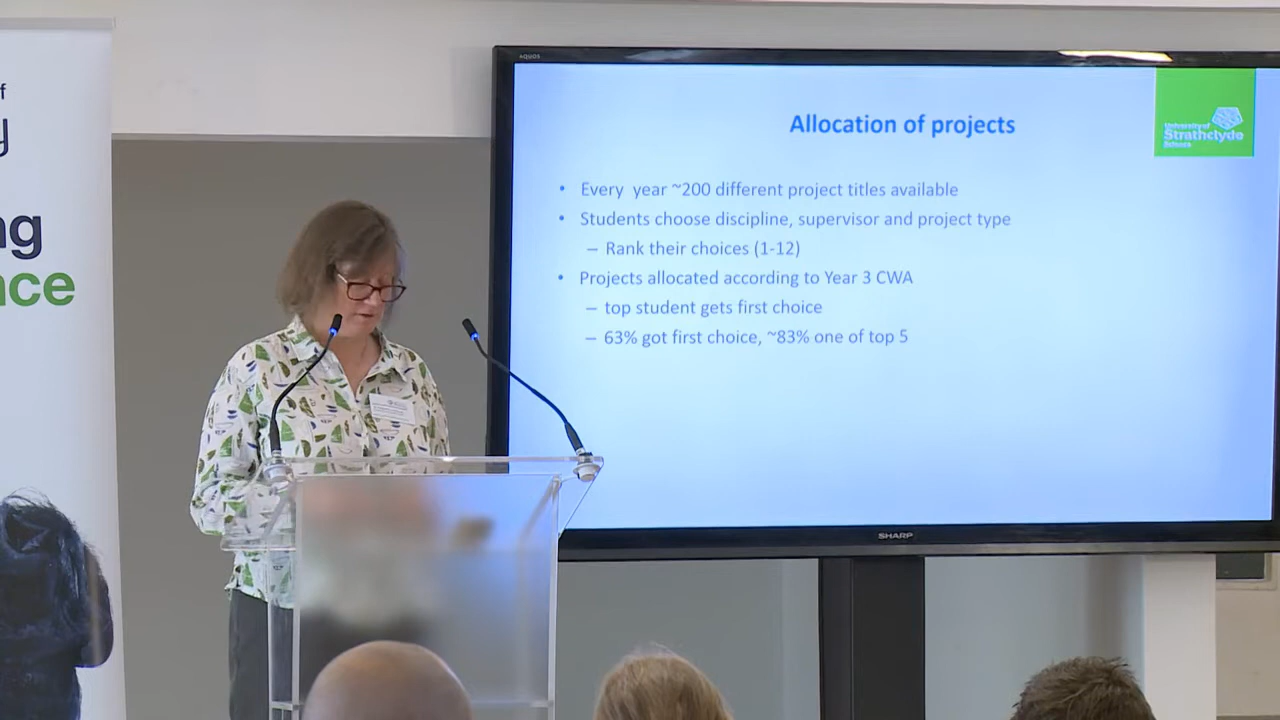 f
y
ng
nce
AQUOS
Allocation of projects
University of
Strathclyde
Science
• Every year ~200 different project titles available
• Students choose discipline, supervisor and project type
– Rank their choices (1-12)
• Projects allocated according to Year 3 CWA
– top student gets first choice
– 63% got first choice, ~83% one of top 5
SHARP